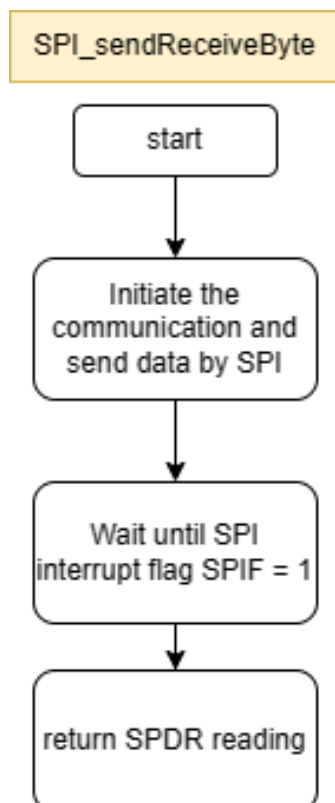 SPI_sendReceiveByte
start
Initiate the
communication and
send data by SPI
Wait until SPI
interrupt flag SPIF = 1
return SPDR reading